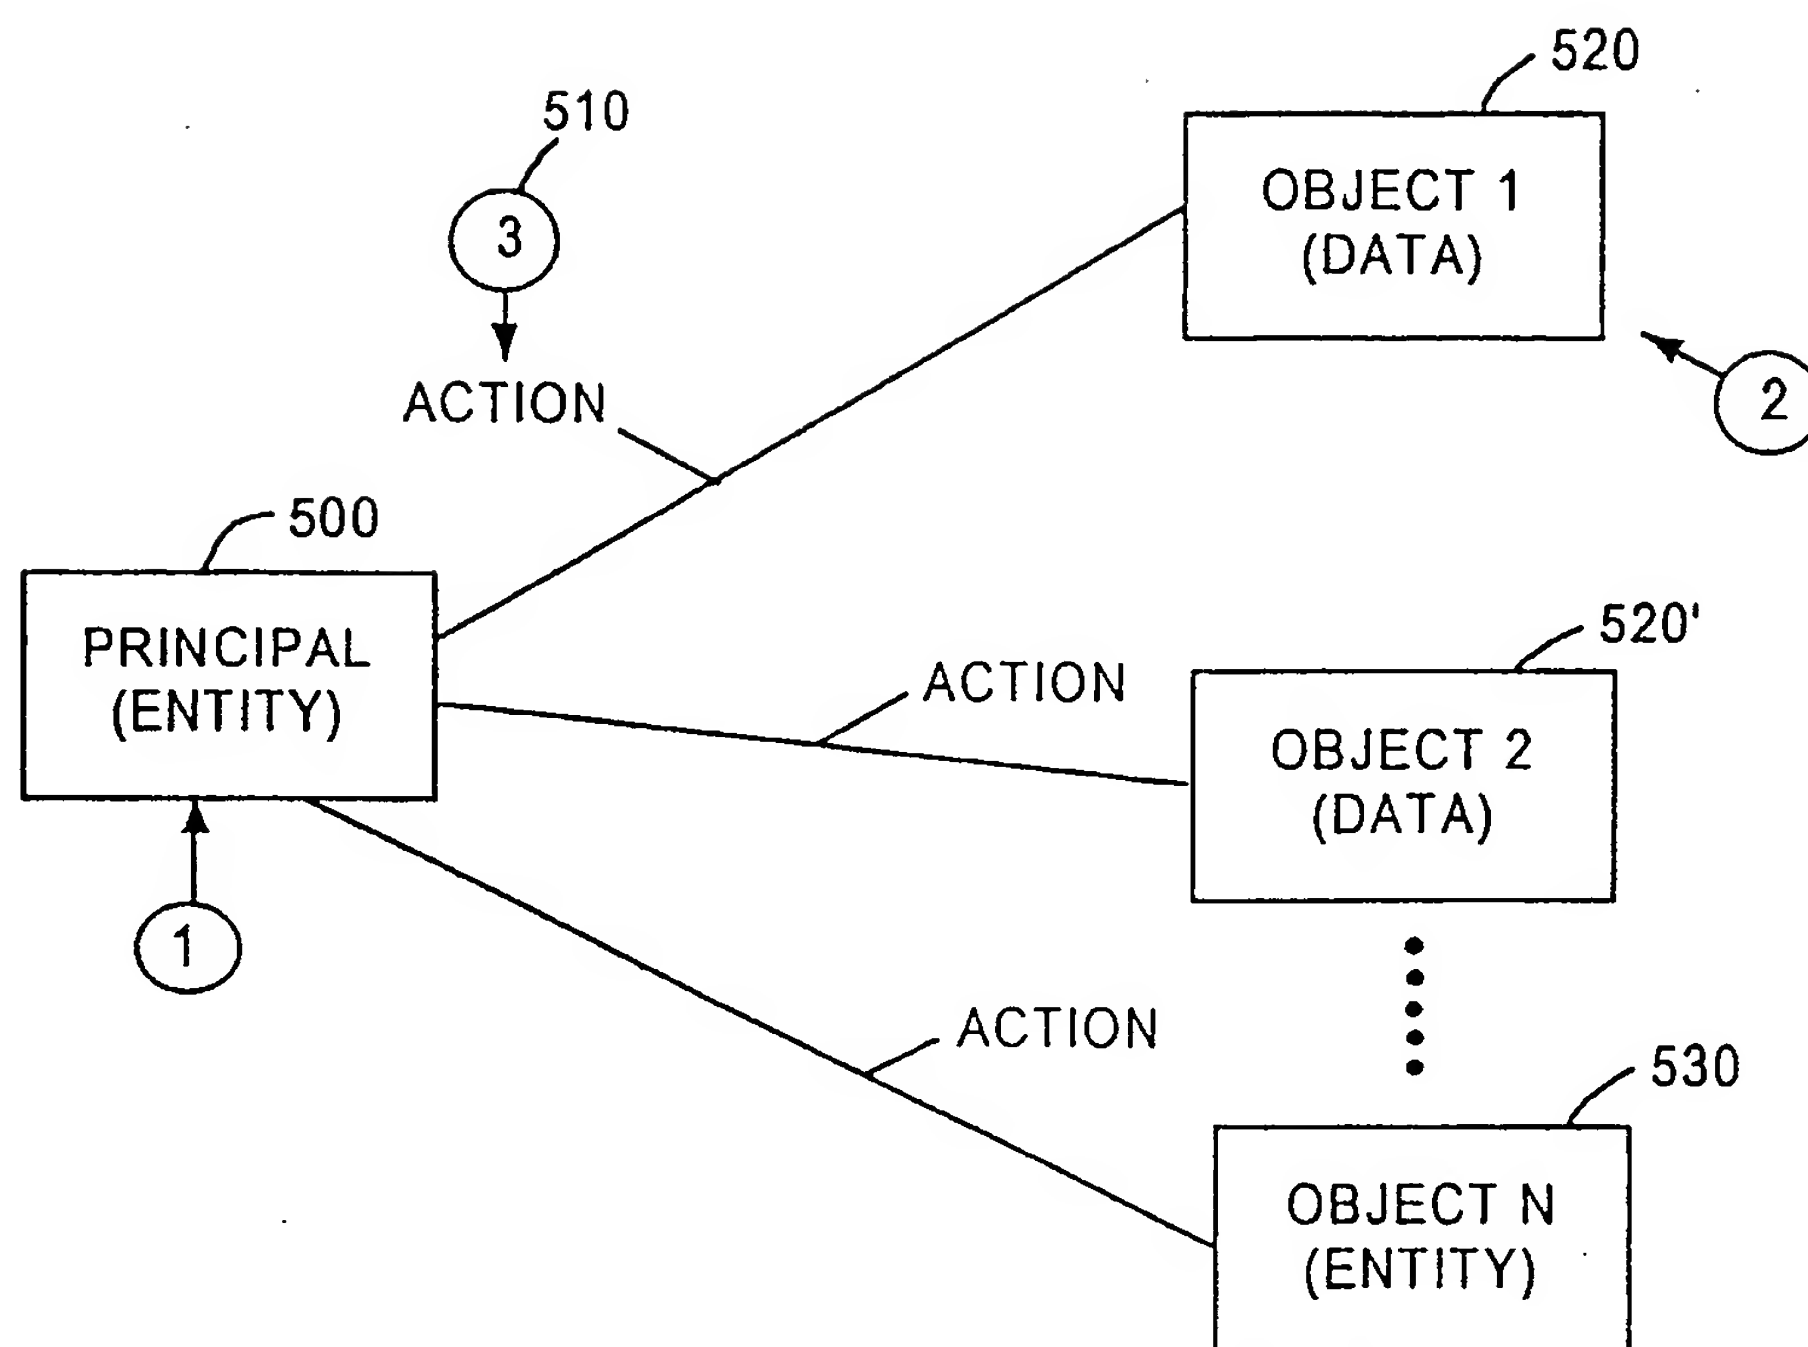 520
510
3
OBJECT 1
(DATA)
ACTION
2
500
PRINCIPAL
(ENTITY)
520'
ACTION
OBJECT 2
(DATA)
1
ACTION
530
OBJECT N
(ENTITY)